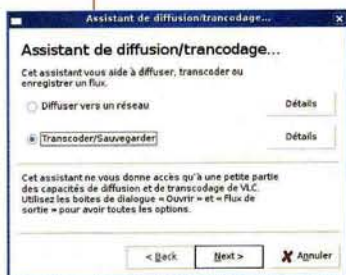 Assistant de diffusion/trancodage...
Assistant de diffusion/trancodage...
Cet assistant vous aide à diffuser, transcoder ou
enregistrer un flux.
Diffuser vers un réseau
Détails
Transcoder/Sauvegarder
Détails
Cet assistant ne vous donne accès qu'à une petite partie
des capacités de diffusion et de transcodage de VLC.
Utilisez les boites de dialogue « Ouvrir » et « Flux de
sortie » pour avoir toutes les options.
< Back
Next >
Annuler